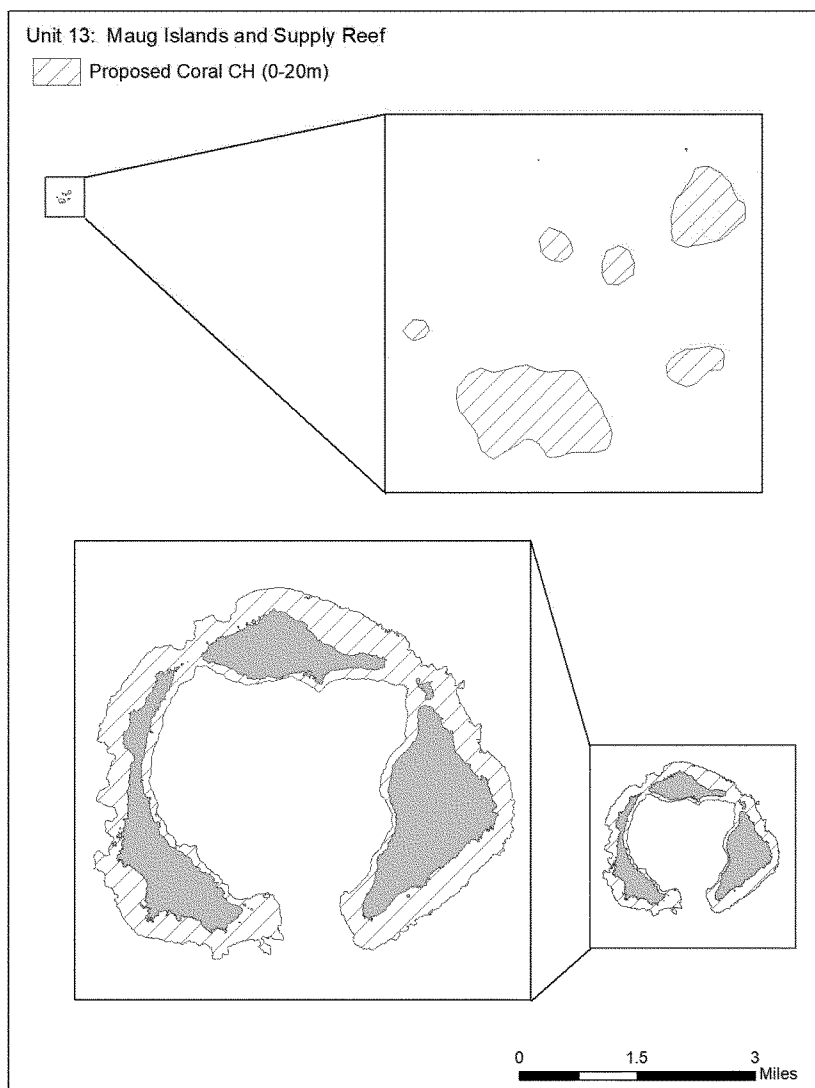 Unit 13: Maug Islands and Supply Reef
Proposed Coral CH (0-20m)
0 1.5 3
Miles